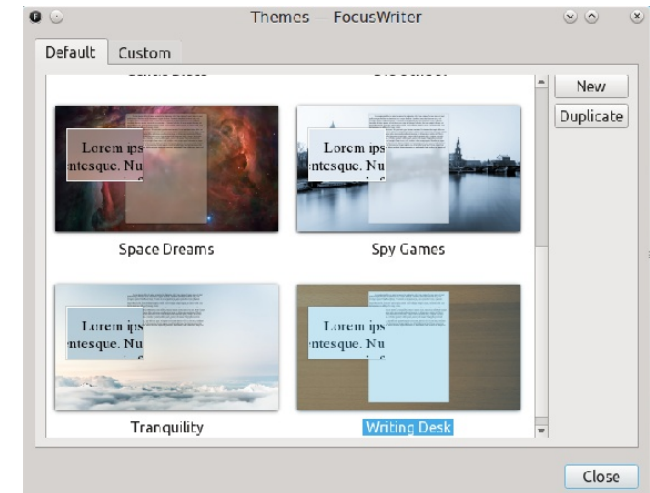 Themes — FocusWriter
Default
Custom
New
Duplicate
Lorem ips
ntesque. Nu
Lorem ips
ntesque. Nu
Space Dreams
Spy Games
Lorem ips
ntesque. Nu
Lorem ips
ntesque. Nu
Tranquility
Writing Desk
Close